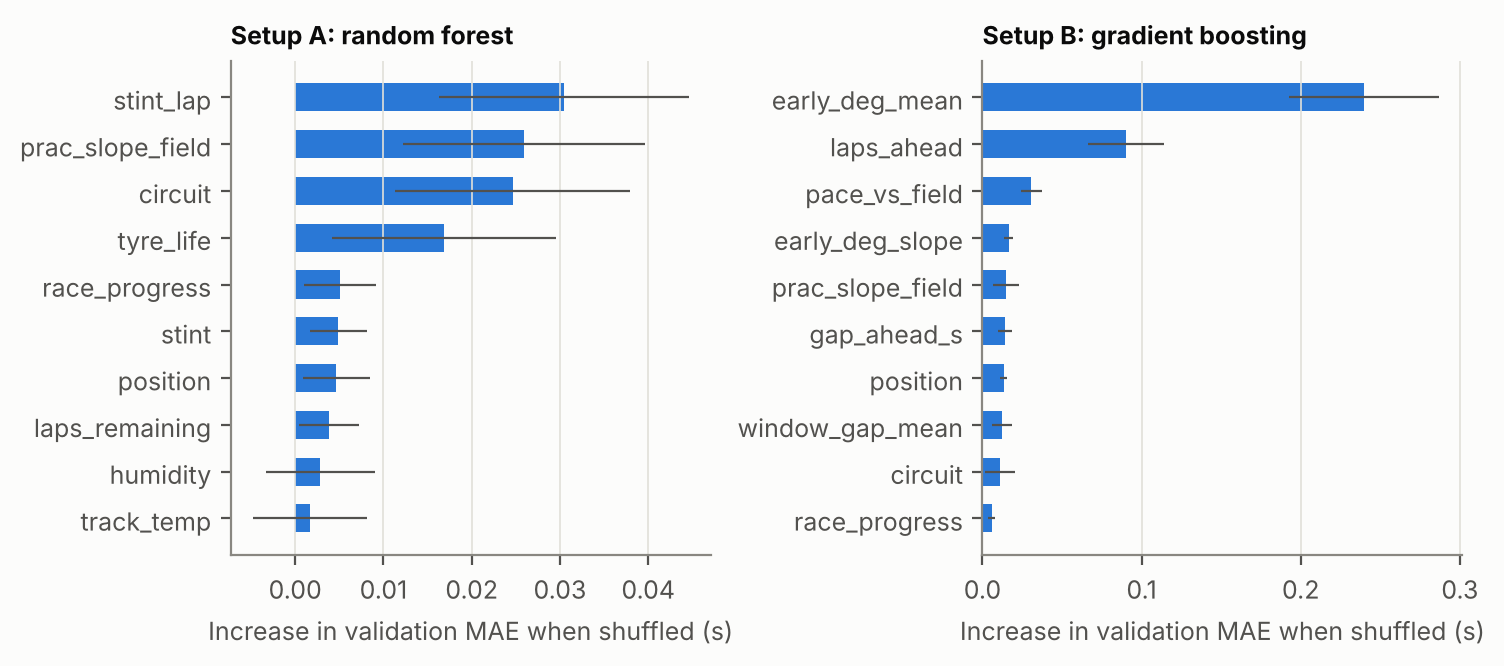 Setup A: random forest
stint_lap
prac_slope_field
circuit
tyre_life
race_progress
stint
position
laps_remaining
humidity
track_temp
0.00 0.01 0.02 0.03 0.04
Increase in validation MAE when shuffled (s)
Setup B: gradient boosting
early_deg_mean
laps_ahead
pace_vs_field
early_deg_slope
prac_slope_field
gap_ahead_s
position
window_gap_mean
circuit
race_progress
0.0 0.1 0.2 0.3
Increase in validation MAE when shuffled (s)